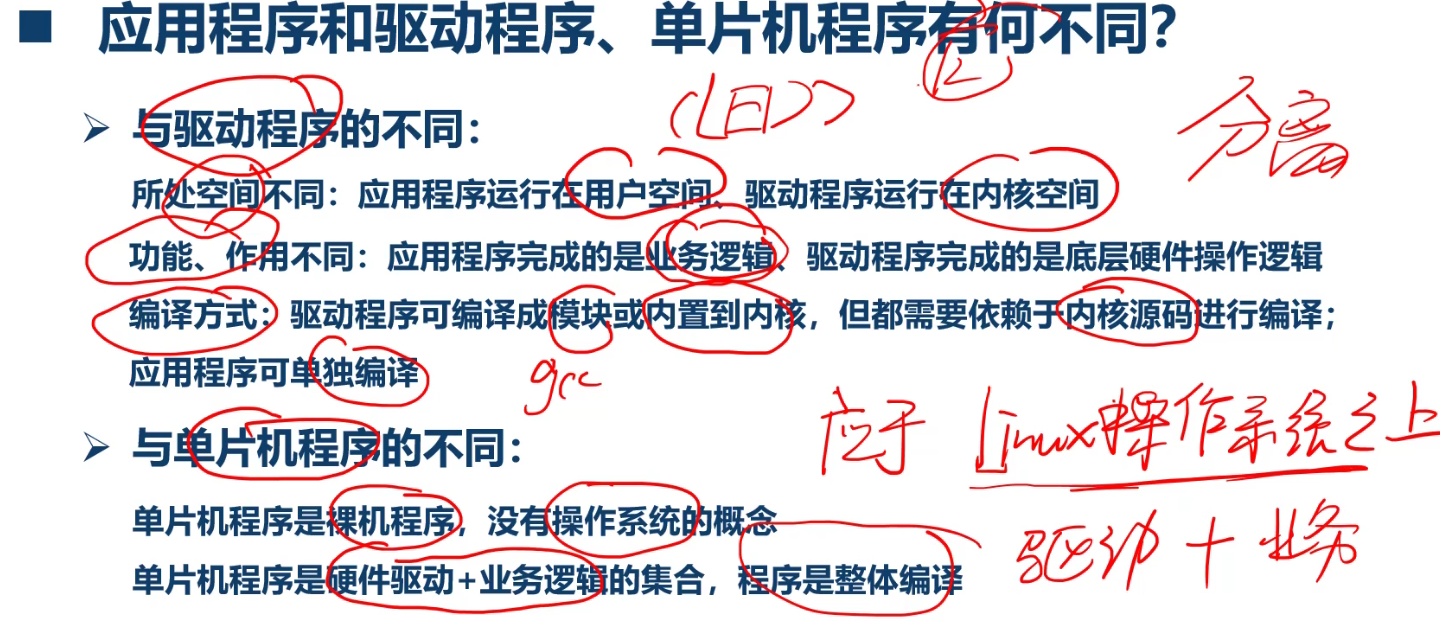 ■ 应用程序和驱动程序、单片机程序有何不同？
➢ 与驱动程序的不同：
分离
所处空间不同：应用程序运行在用户空间、驱动程序运行在内核空间
功能、作用不同：应用程序完成的是业务逻辑、驱动程序完成的是底层硬件操作逻辑
编译方式：驱动程序可编译成模块或内置到内核，但都需要依赖于内核源码进行编译；
应用程序可单独编译
gcc
应于 Linux操作系统之上
➢ 与单片机程序的不同：
单片机程序是裸机程序，没有操作系统的概念
驱动 + 业务
单片机程序是硬件驱动+业务逻辑的集合，程序是整体编译